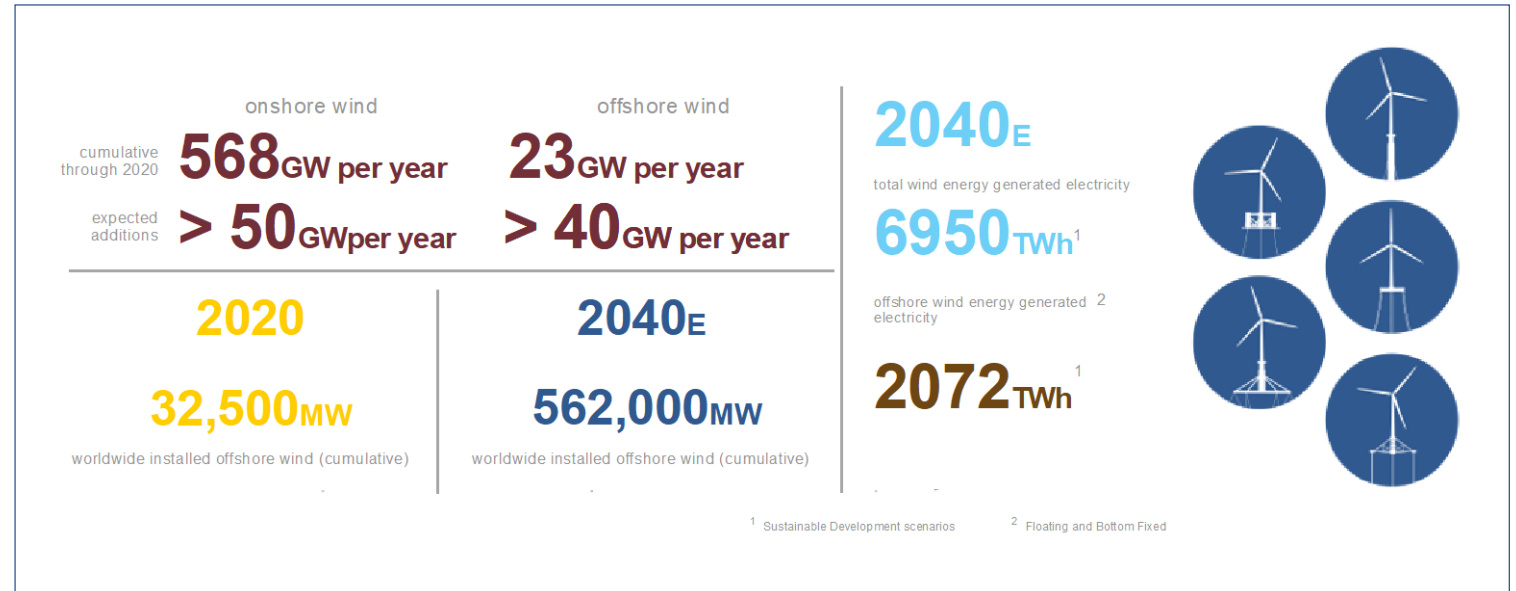 onshore wind
offshore wind
cumulative
through 2020
568GW per year
23GW per year
expected
additions
> 50GWper year
> 40GW per year
2020
32,500MW
worldwide installed offshore wind (cumulative)
2040E
562,000MW
worldwide installed offshore wind (cumulative)
2040E
total wind energy generated electricity
6950TWh1
offshore wind energy generated 2
electricity
2072TWh1
1 Sustainable Development scenarios
2 Floating and Bottom Fixed